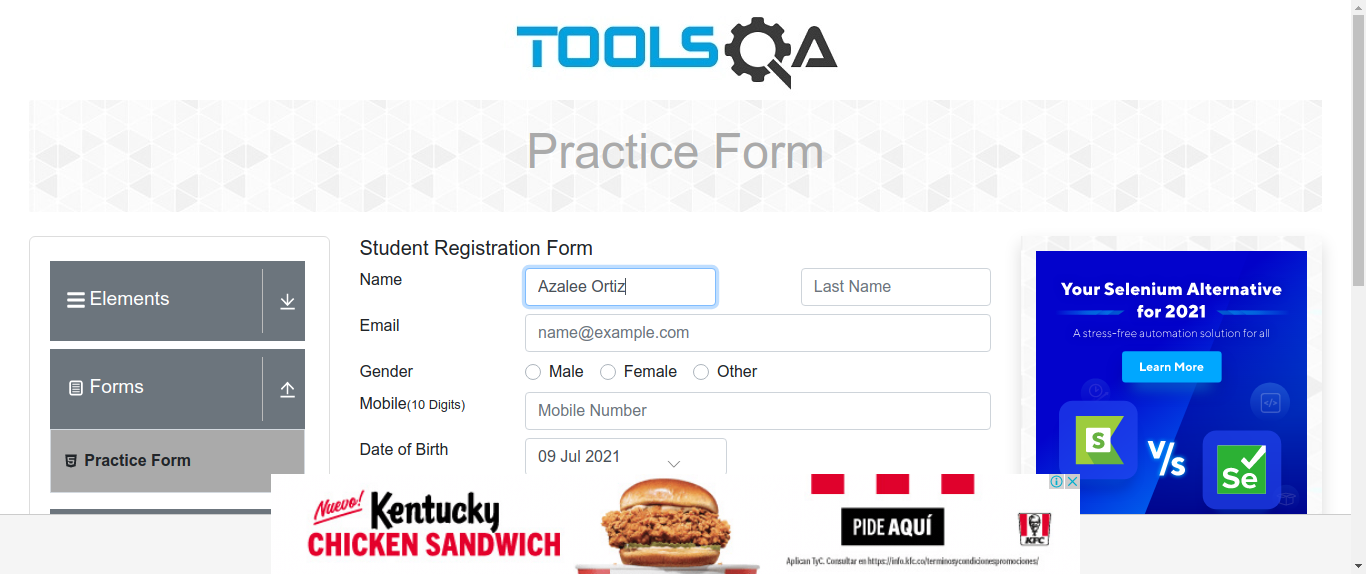 TOOLSQA
Practice Form
Elements
Forms
Practice Form
Student Registration Form
Name
Azalee Ortiz
Last Name
Email
name@example.com
Gender
Male
Female
Other
Mobile(10 Digits)
Mobile Number
Date of Birth
09 Jul 2021
Your Selenium Alternative
for 2021
A stress-free automation solution for all
Learn More
S
V/s
Se
Nuevo!
Kentucky
CHICKEN SANDWICH
PIDE AQUÍ
KFC
Aplican TyC. Consultar en https://info.kfc.co/terminosycondicionespromociones/